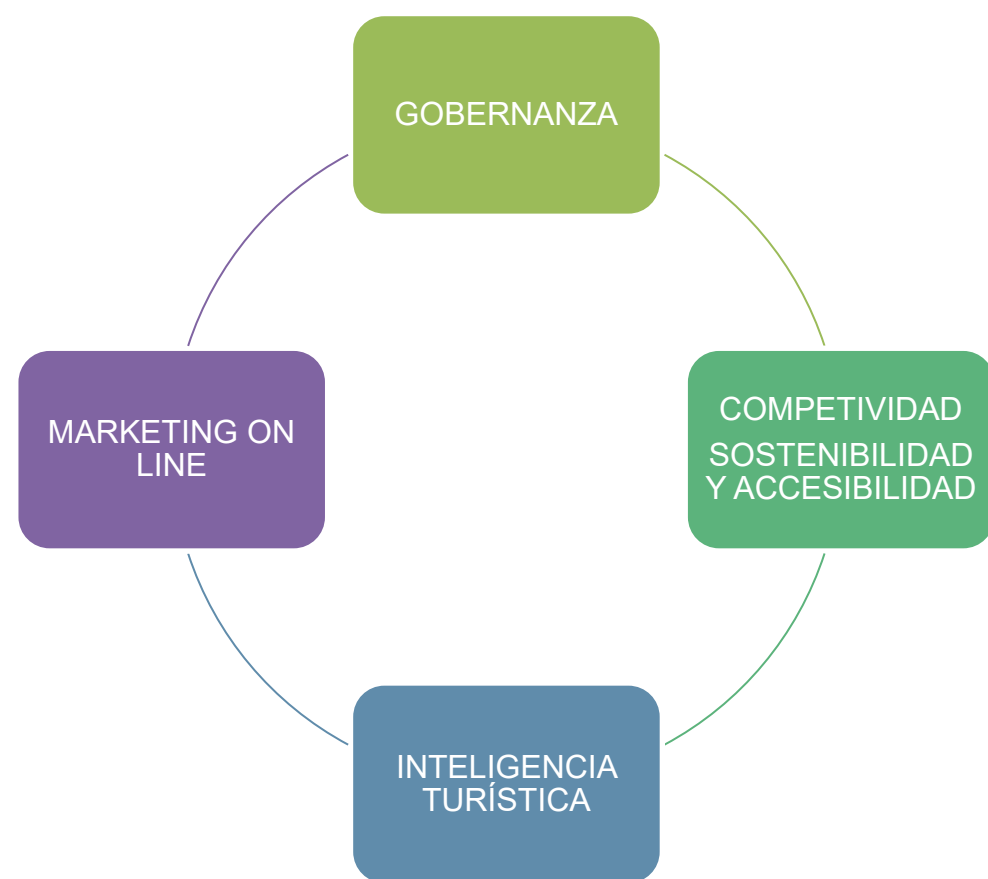 GOBERNANZA
COMPETIVIDAD
SOSTENIBILIDAD
Y ACCESIBILIDAD
INTELIGENCIA
TURÍSTICA
MARKETING ON
LINE